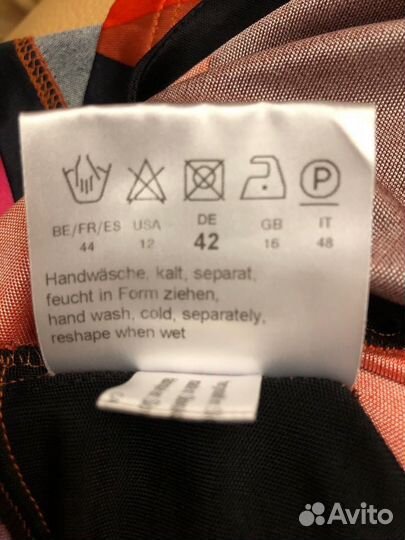 P
BE/FR/ES USA DE GB IT
44 12 42 16 48
Handwäsche, kalt, separat,
feucht in Form ziehen,
hand wash, cold, separately,
reshape when wet
Avito